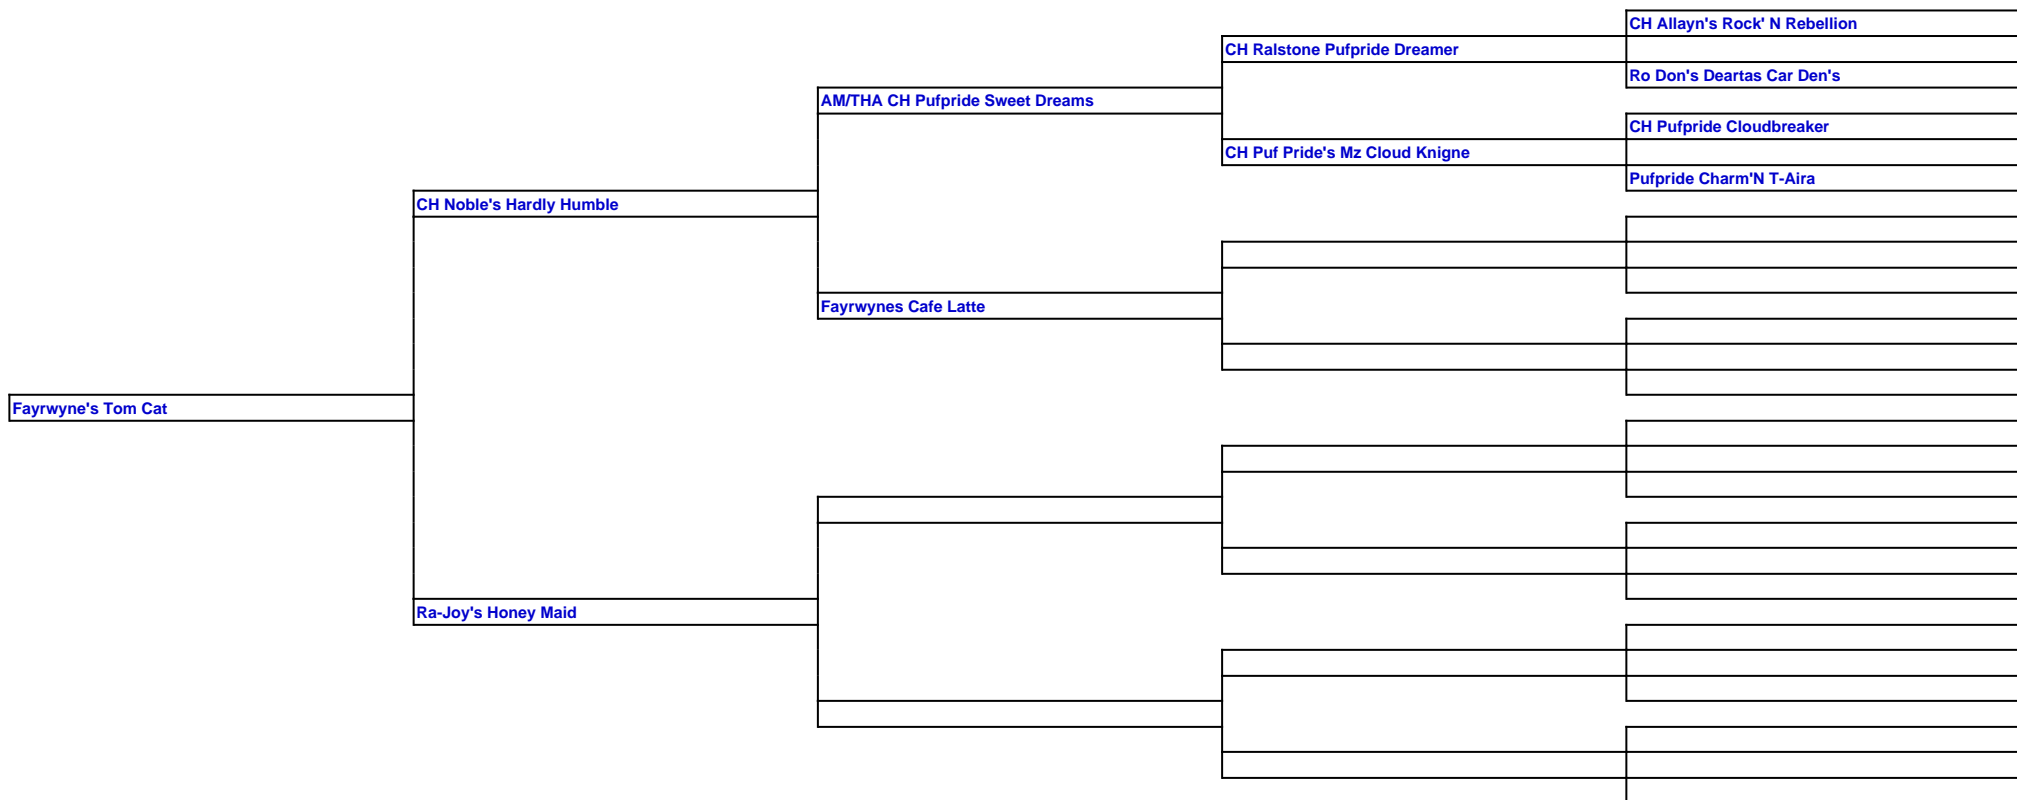 CH Allayn's Rock' N Rebellion
CH Ralstone Pufpride Dreamer
Ro Don's Deartas Car Den's
AM/THA CH Pufpride Sweet Dreams
CH Pufpride Cloudbreaker
CH Puf Pride's Mz Cloud Knigne
Pufpride Charm'N T-Aira
CH Noble's Hardly Humble
Fayrwynes Cafe Latte
Fayrwyne's Tom Cat
Ra-Joy's Honey Maid